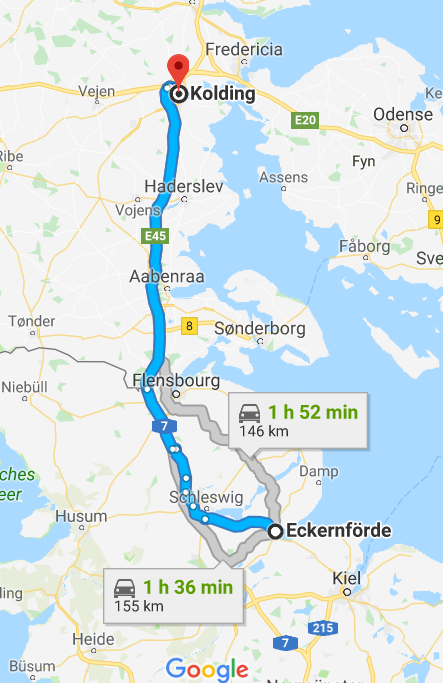 Fredericia
Vejen
Kolding
E20
Odense
Fyn
Ribe
Haderslev
Assens
Ringe
Vojens
9
E45
Fåborg
Sve
Aabenraa
Tønder
8
Sønderborg
Niebüll
Flensbourg
1 h 52 min
146 km
7
ches
eer
Damp
Schleswig
Husum
Eckernförde
1 h 36 min
155 km
Kiel
ing
215
Heide
7
Büsum
Google
Neumünster